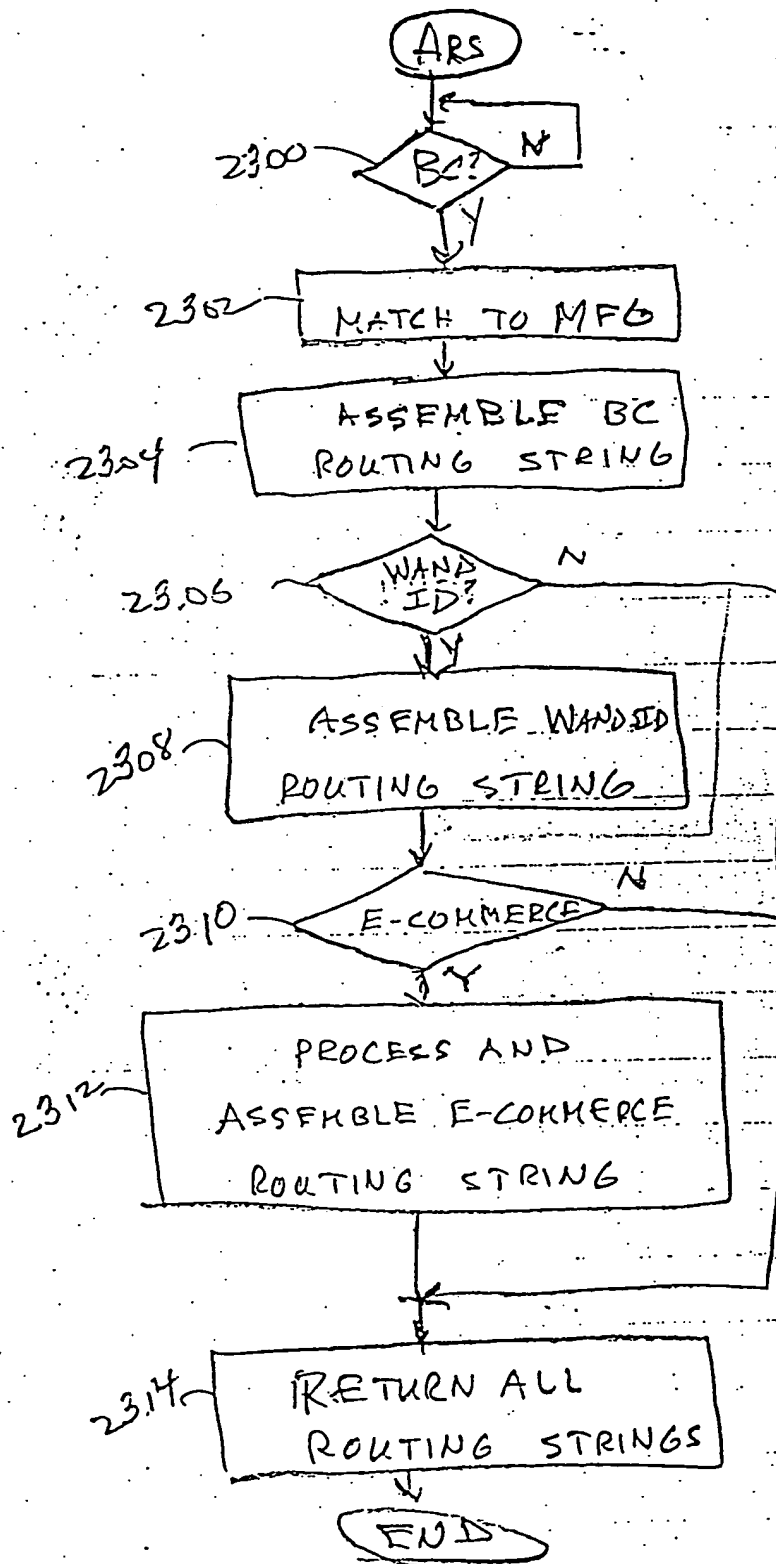 ARS
2300
BC?
N
Y
2302
MATCH TO MFG
2304
ASSEMBLE BC
ROUTING STRING
2306
WAND
ID?
N
Y
2308
ASSEMBLE WAND ID
ROUTING STRING
2310
E-COMMERCE
N
Y
2312
PROCESS AND
ASSEMBLE E-COMMERCE
ROUTING STRING
2314
RETURN ALL
ROUTING STRINGS
END